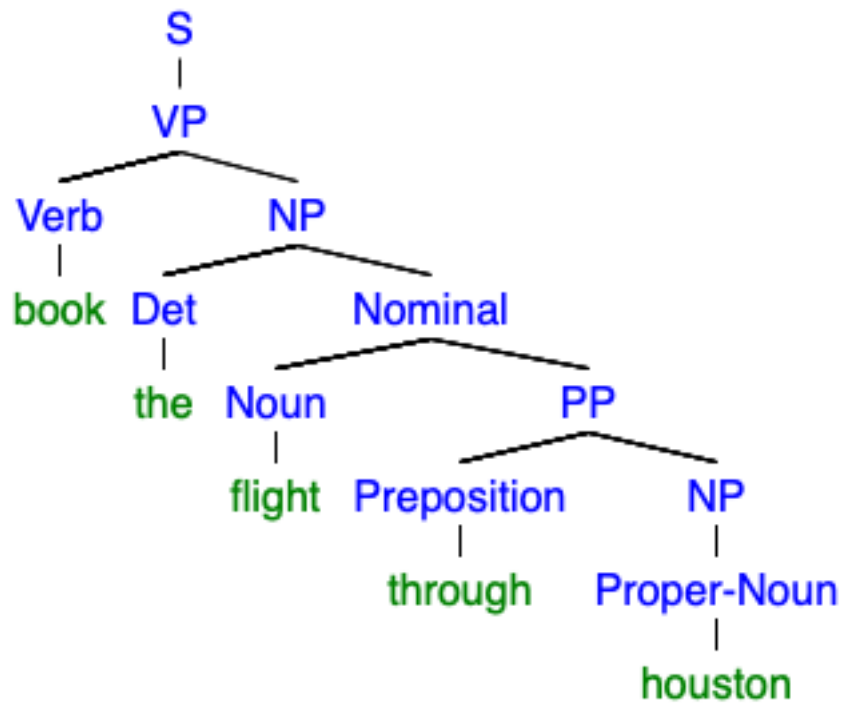 S
VP
Verb NP
book Det Nominal
the Noun PP
flight Preposition NP
through Proper-Noun
houston